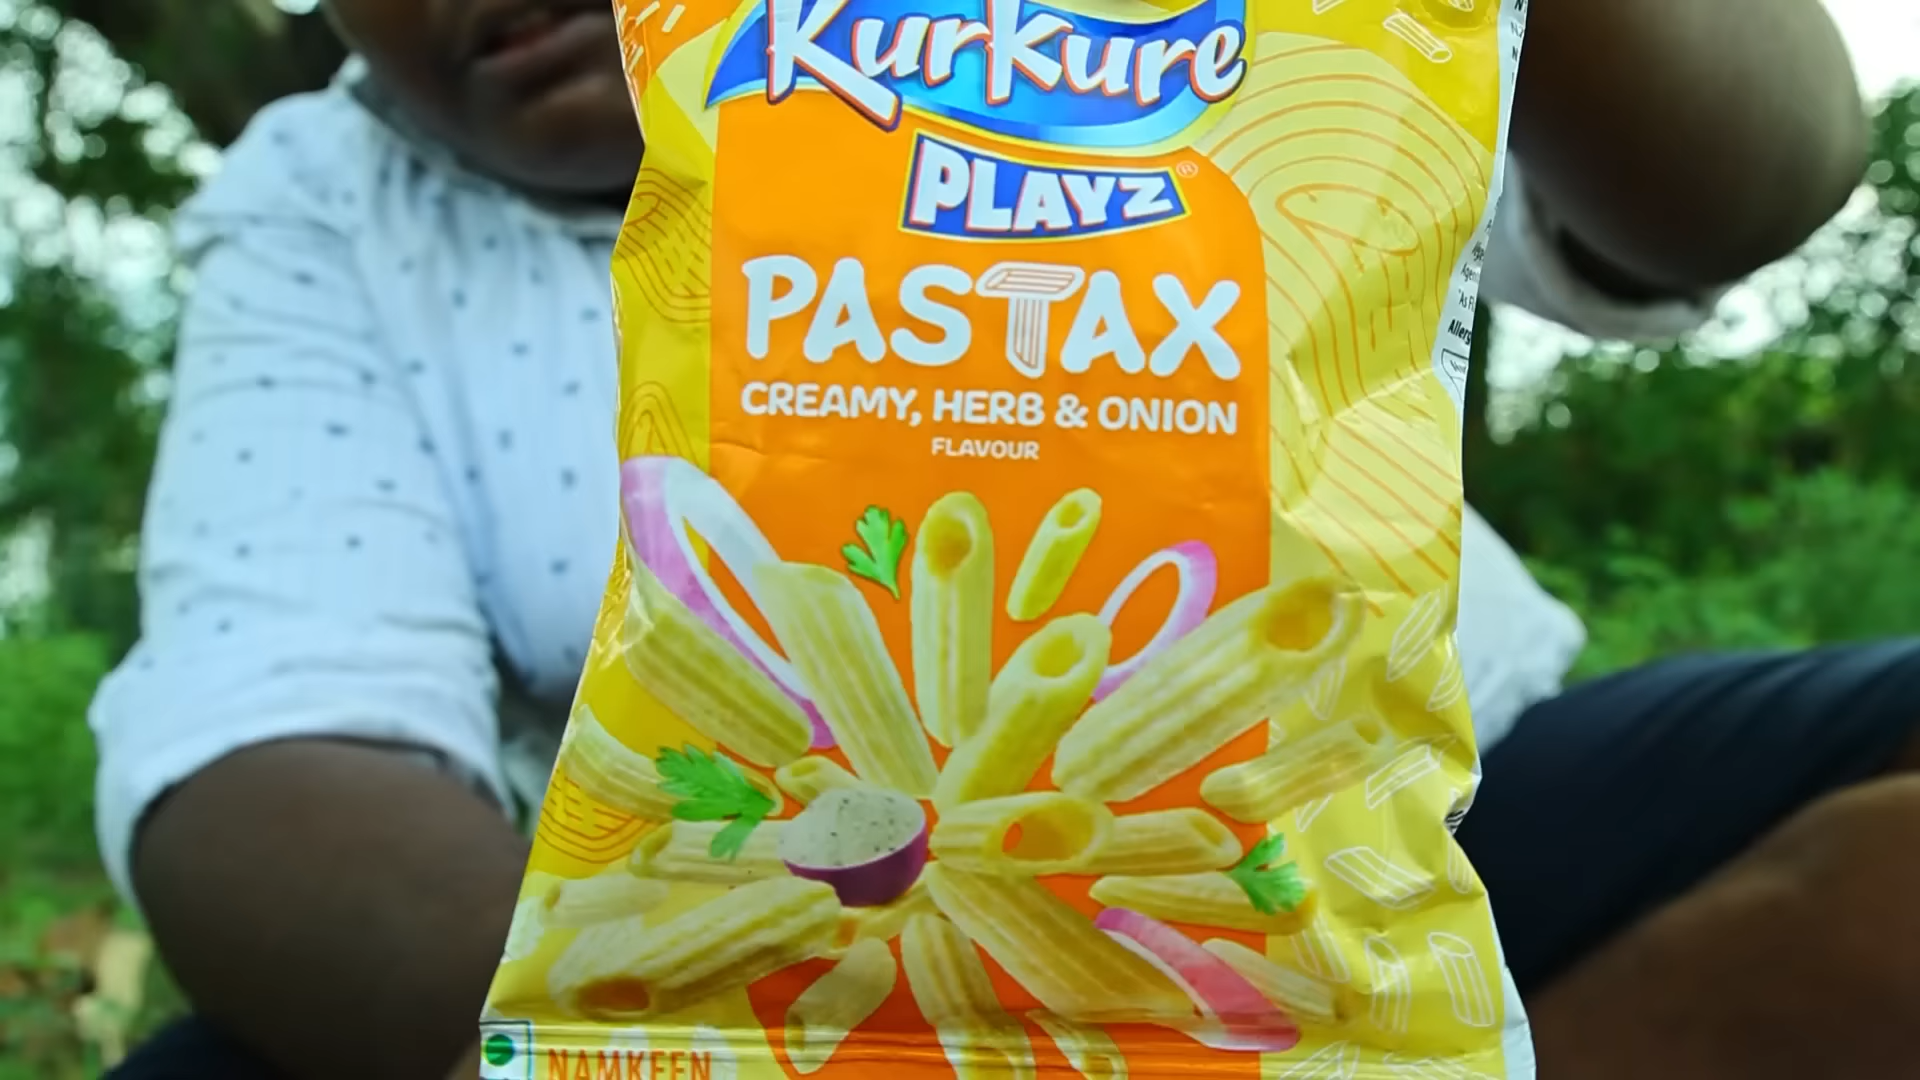 Kurkure
PLAYZ®
PASTAX
CREAMY, HERB & ONION
FLAVOUR
NAMKEEN